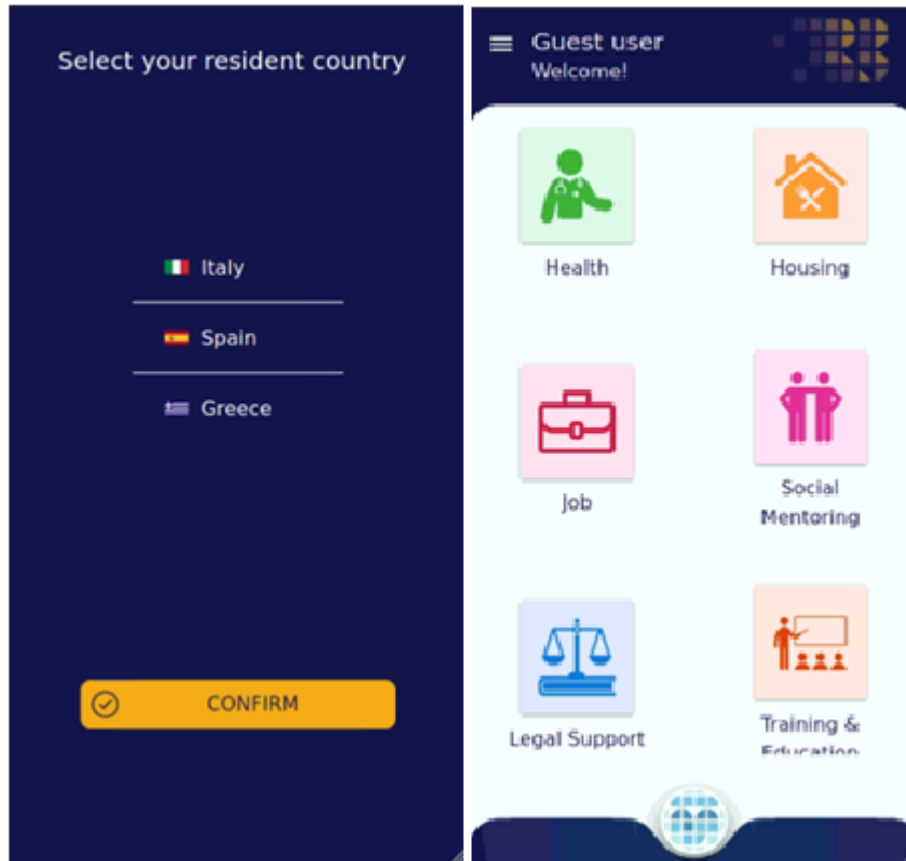 Select your resident country
Italy
Spain
Greece
CONFIRM
Guest user
Welcome!
Health
Housing
Job
Social
Mentoring
Legal Support
Training &
Education